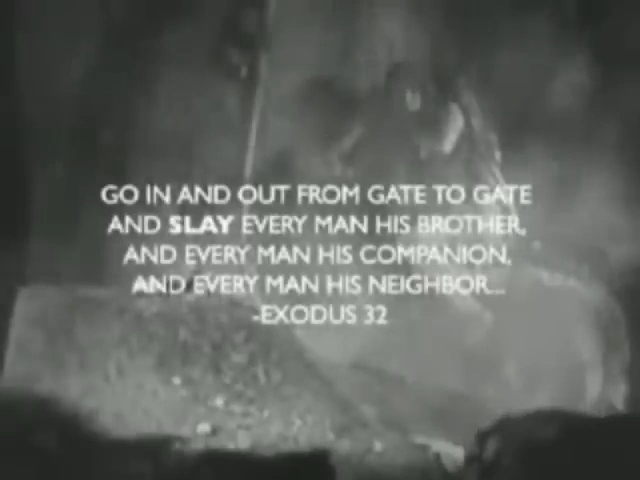 GO IN AND OUT FROM GATE TO GATE
AND SLAY EVERY MAN HIS BROTHER,
AND EVERY MAN HIS COMPANION,
AND EVERY MAN HIS NEIGHBOR...
-EXODUS 32